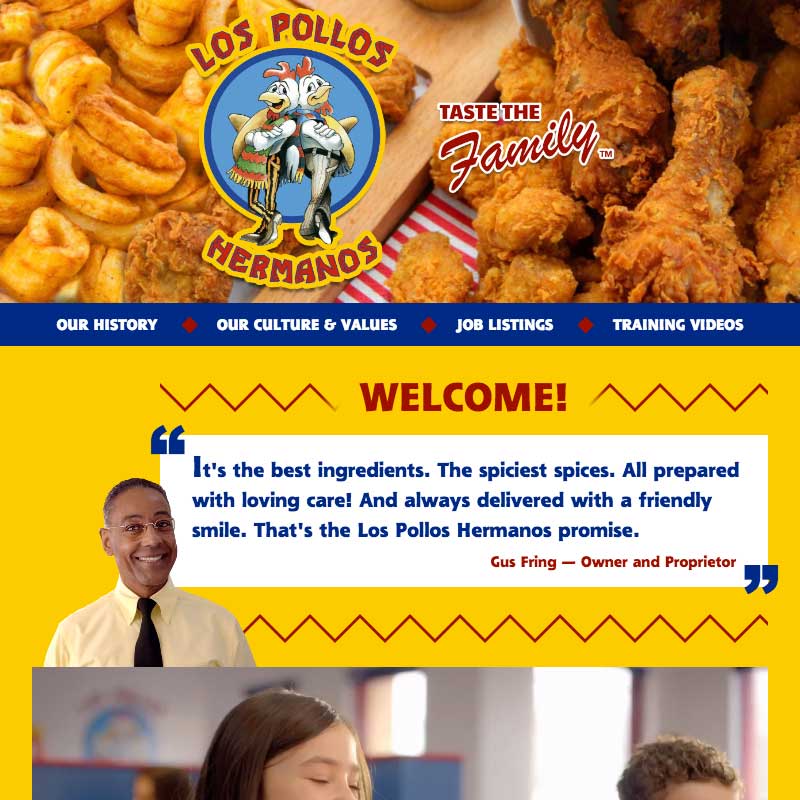 LOS POLLOS
HERMANOS
TASTE THE
Family™
OUR HISTORY
OUR CULTURE & VALUES
JOB LISTINGS
TRAINING VIDEOS
WELCOME!
“It's the best ingredients. The spiciest spices. All prepared
with loving care! And always delivered with a friendly
smile. That's the Los Pollos Hermanos promise.
Gus Fring — Owner and Proprietor”